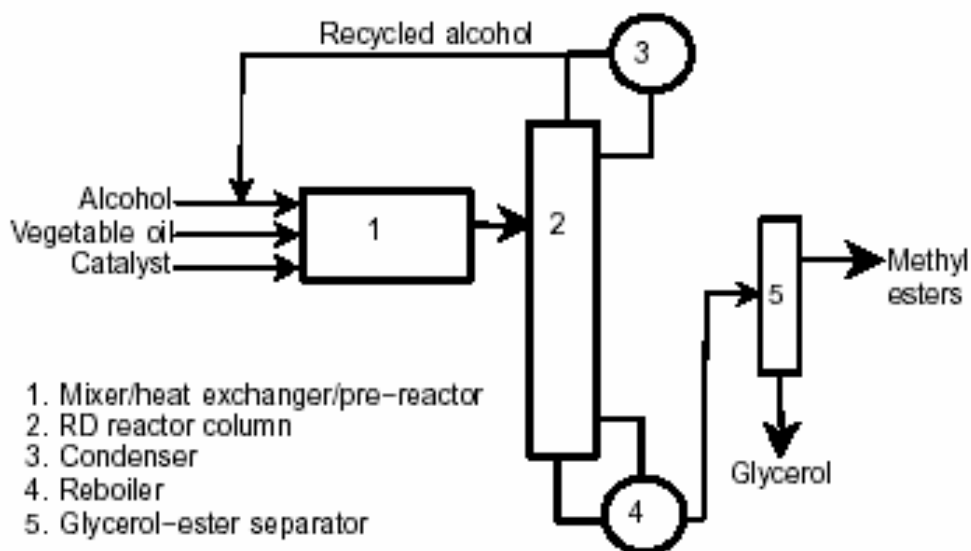 Recycled alcohol
3
Alcohol
Vegetable oil
Catalyst
1
2
5
Methyl
esters
1. Mixer/heat exchanger/pre-reactor
2. RD reactor column
3. Condenser
4. Reboiler
5. Glycerol-ester separator
4
Glycerol